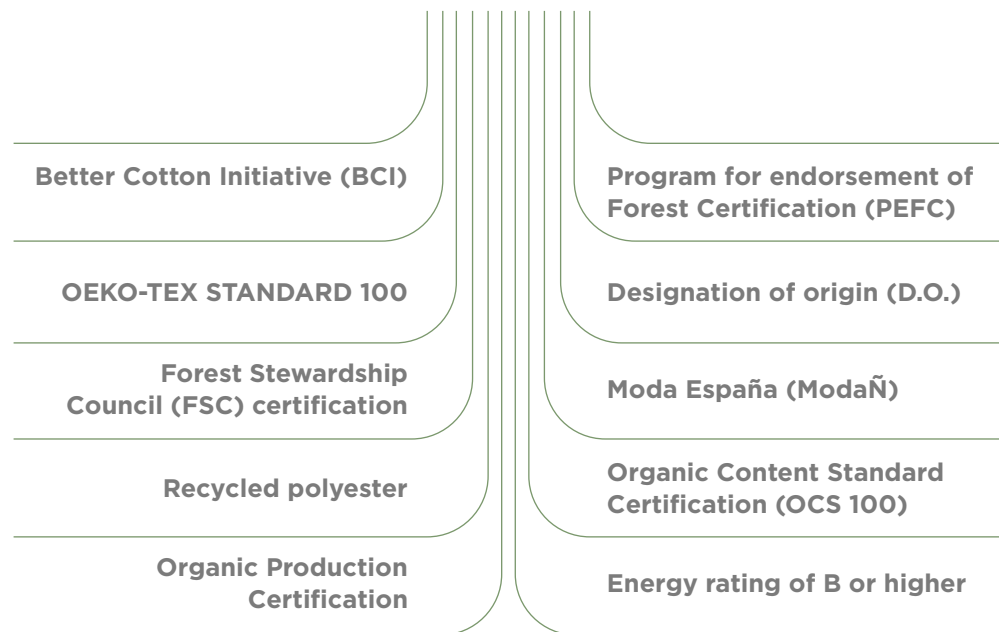 Better Cotton Initiative (BCI)
OEKO-TEX STANDARD 100
Forest Stewardship
Council (FSC) certification
Recycled polyester
Organic Production
Certification
Program for endorsement of
Forest Certification (PEFC)
Designation of origin (D.O.)
Moda España (ModaÑ)
Organic Content Standard
Certification (OCS 100)
Energy rating of B or higher